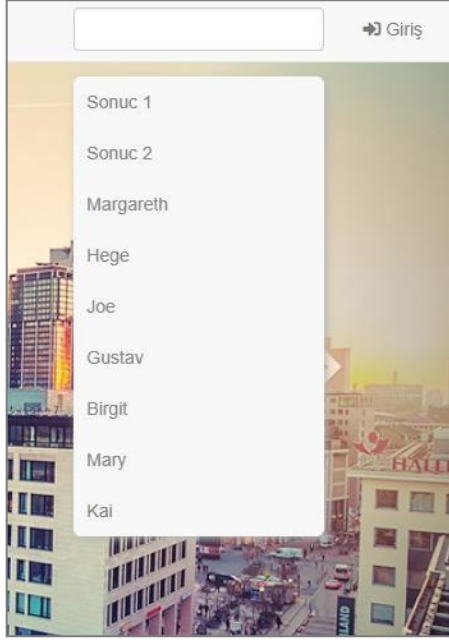 Giriş
Sonuc 1
Sonuc 2
Margareth
Hege
Joe
Gustav
Birgit
Mary
Kai